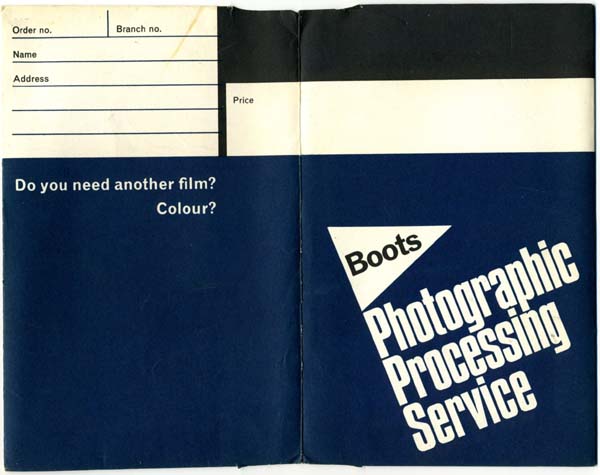 Order no. Branch no.
Name
Address
Price
Do you need another film?
Colour?
Boots
Photographic
Processing
Service